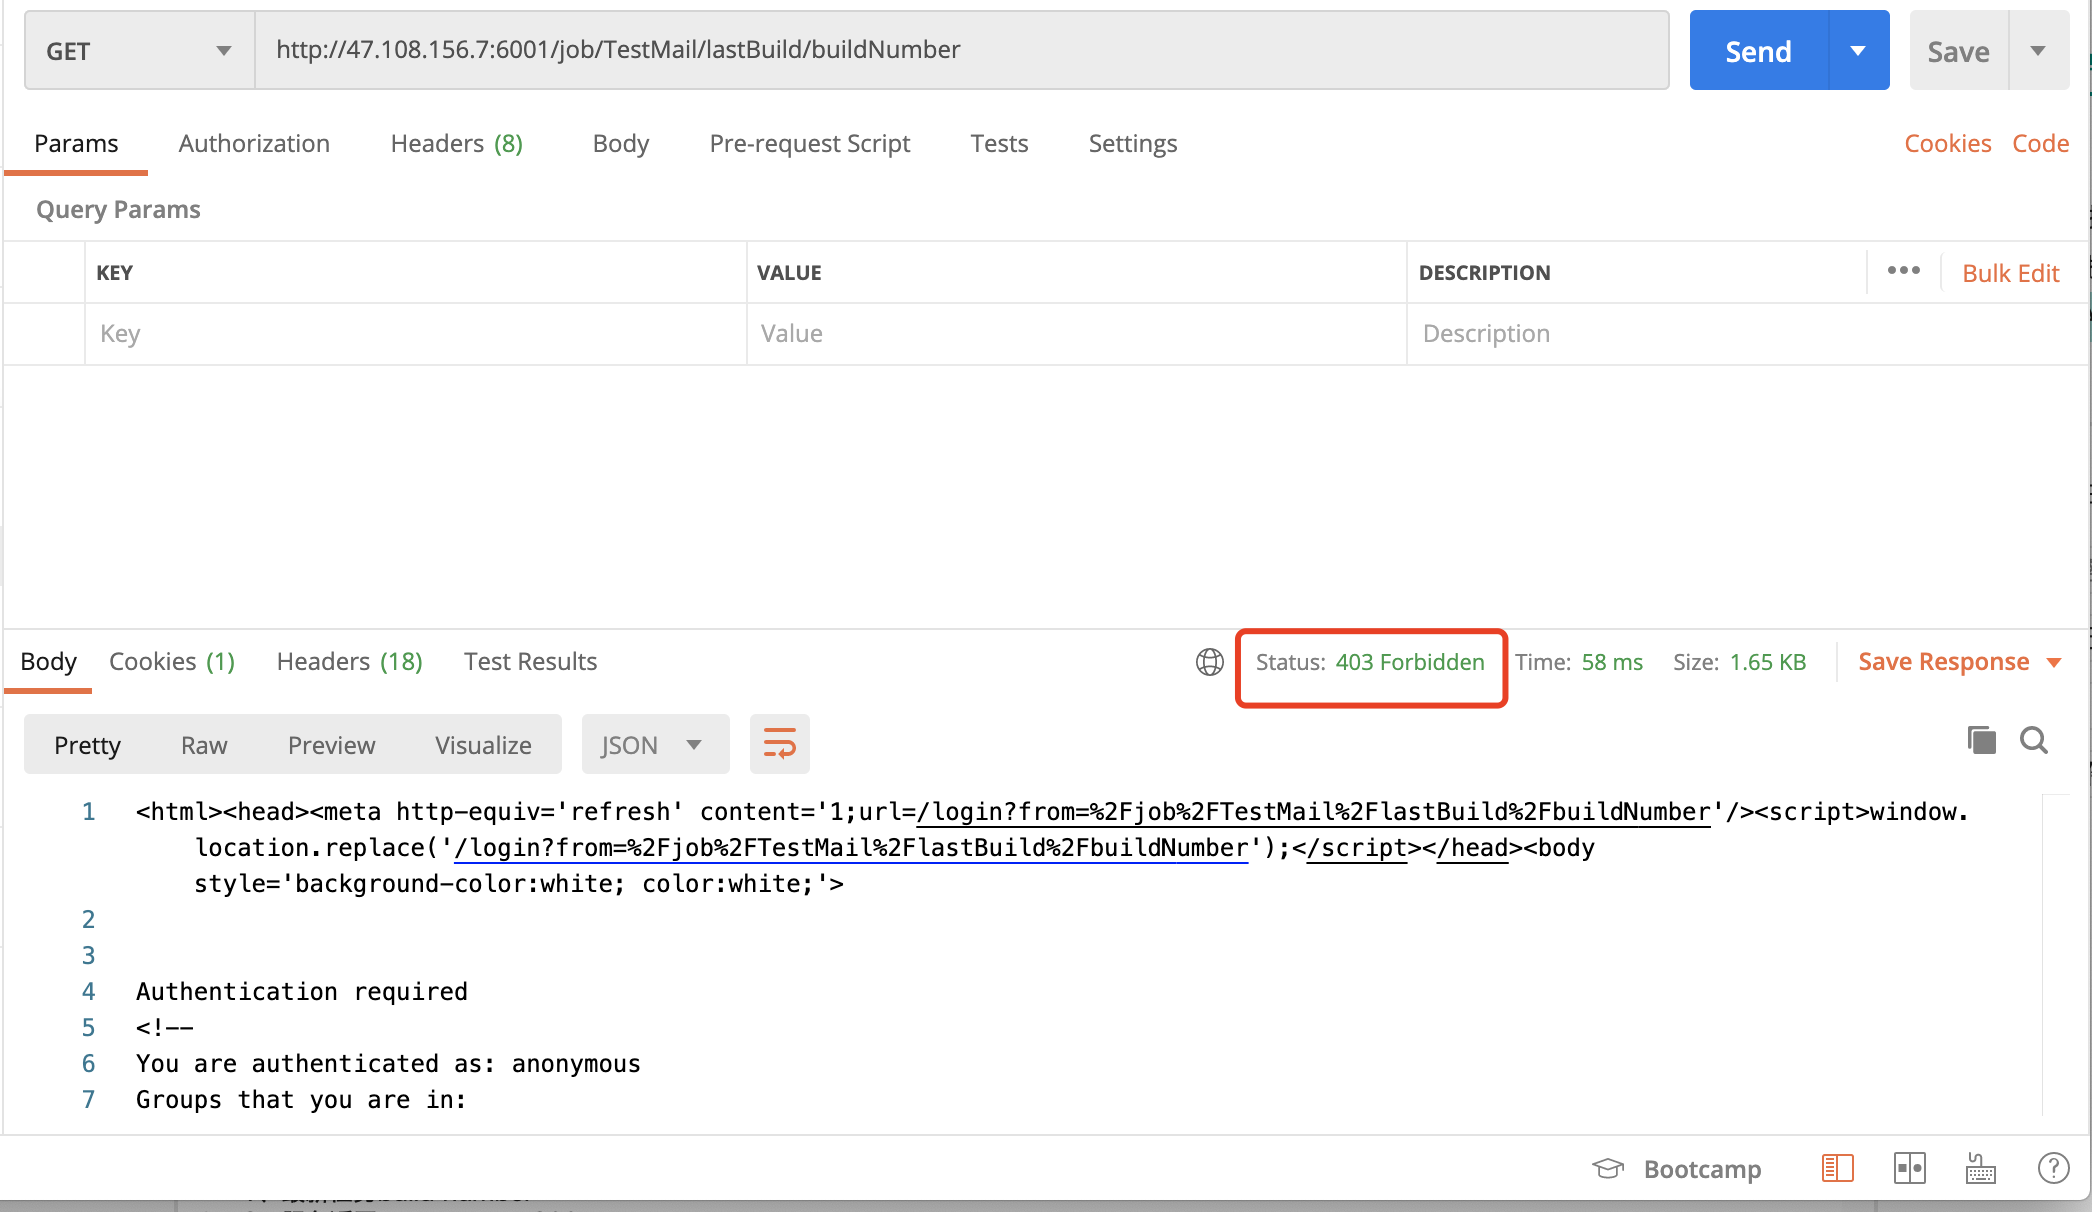 GET
http://47.108.156.7:6001/job/TestMail/lastBuild/buildNumber
Send
Save
Params
Authorization
Headers (8)
Body
Pre-request Script
Tests
Settings
Cookies
Code
Query Params
KEY
VALUE
DESCRIPTION
Bulk Edit
Key
Value
Description
Body
Cookies (1)
Headers (18)
Test Results
Status: 403 Forbidden
Time: 58 ms
Size: 1.65 KB
Save Response
Pretty
Raw
Preview
Visualize
JSON
1 <html><head><meta http-equiv='refresh' content='1;url=/login?from=%2Fjob%2FTestMail%2FlastBuild%2FbuildNumber'/><script>window.
location.replace('/login?from=%2Fjob%2FTestMail%2FlastBuild%2FbuildNumber');</script></head><body
style='background-color:white; color:white;'>
2
3
4 Authentication required
5 <!--
6 You are authenticated as: anonymous
7 Groups that you are in:
Bootcamp